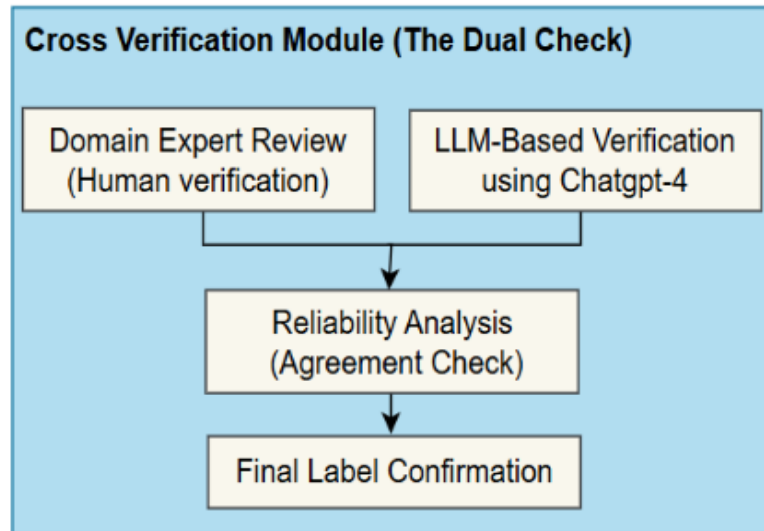 Cross Verification Module (The Dual Check)
Domain Expert Review
(Human verification)
LLM-Based Verification
using Chatgpt-4
Reliability Analysis
(Agreement Check)
Final Label Confirmation